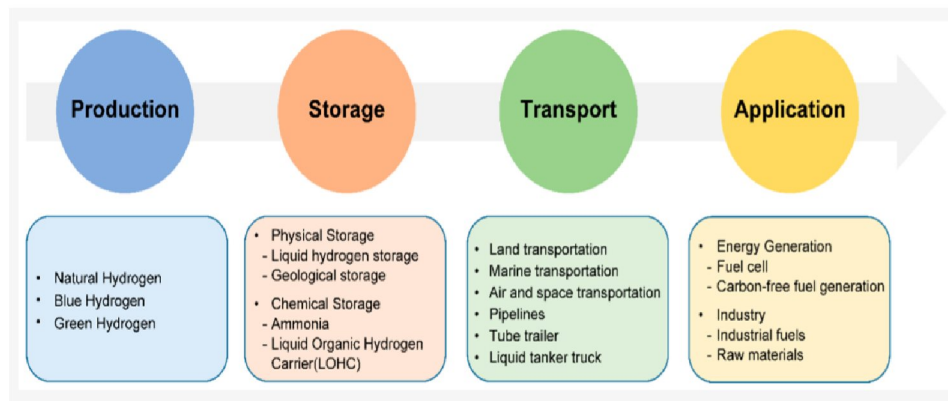 Production
Storage
Transport
Application
• Natural Hydrogen
• Blue Hydrogen
• Green Hydrogen
• Physical Storage
- Liquid hydrogen storage
- Geological storage
• Chemical Storage
- Ammonia
- Liquid Organic Hydrogen
Carrier(LOHC)
• Land transportation
• Marine transportation
• Air and space transportation
• Pipelines
• Tube trailer
• Liquid tanker truck
• Energy Generation
- Fuel cell
- Carbon-free fuel generation
• Industry
- Industrial fuels
- Raw materials